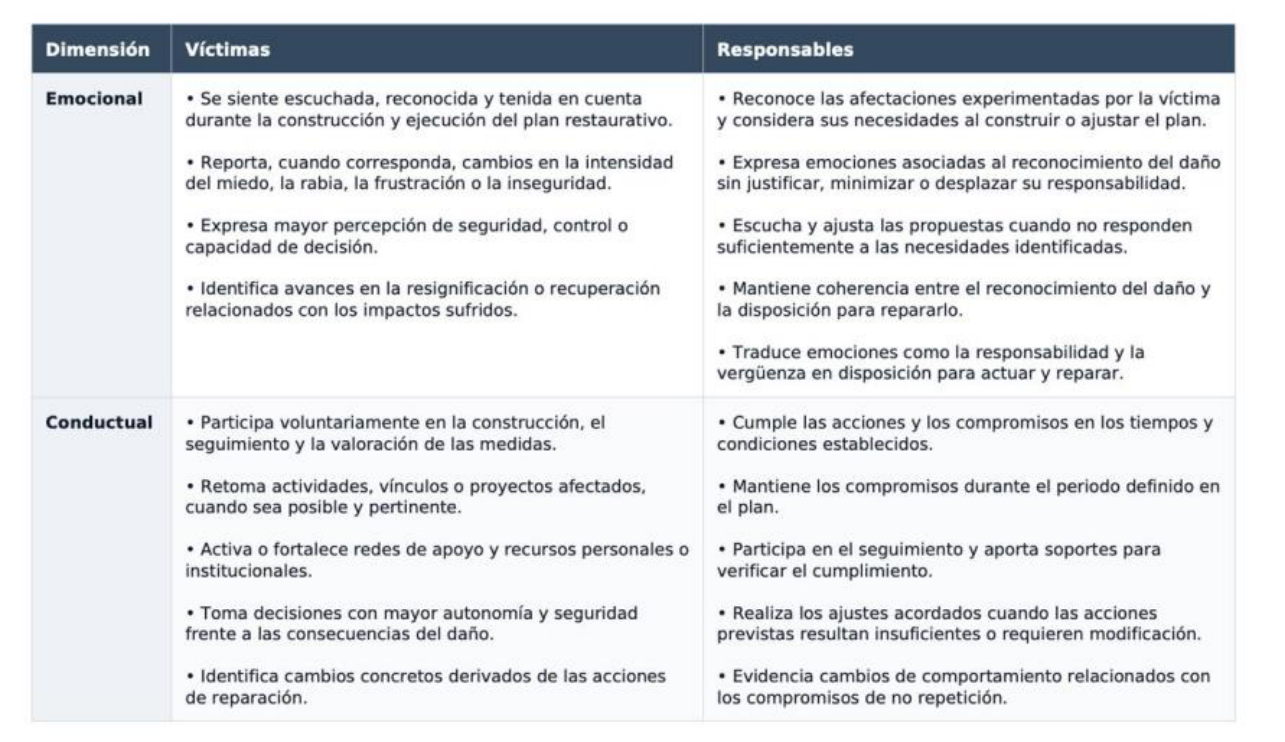 Dimensión
Víctimas
Responsables
Emocional
• Se siente escuchada, reconocida y tenida en cuenta
durante la construcción y ejecución del plan restaurativo.
• Reporta, cuando corresponda, cambios en la intensidad
del miedo, la rabia, la frustración o la inseguridad.
• Expresa mayor percepción de seguridad, control o
capacidad de decisión.
• Identifica avances en la resignificación o recuperación
relacionados con los impactos sufridos.
• Reconoce las afectaciones experimentadas por la víctima
y considera sus necesidades al construir o ajustar el plan.
• Expresa emociones asociadas al reconocimiento del daño
sin justificar, minimizar o desplazar su responsabilidad.
• Escucha y ajusta las propuestas cuando no responden
suficientemente a las necesidades identificadas.
• Mantiene coherencia entre el reconocimiento del daño y
la disposición para repararlo.
• Traduce emociones como la responsabilidad y la
vergüenza en disposición para actuar y reparar.
Conductual
• Participa voluntariamente en la construcción, el
seguimiento y la valoración de las medidas.
• Retoma actividades, vínculos o proyectos afectados,
cuando sea posible y pertinente.
• Activa o fortalece redes de apoyo y recursos personales o
institucionales.
• Toma decisiones con mayor autonomía y seguridad
frente a las consecuencias del daño.
• Identifica cambios concretos derivados de las acciones
de reparación.
• Cumple las acciones y los compromisos en los tiempos y
condiciones establecidos.
• Mantiene los compromisos durante el periodo definido en
el plan.
• Participa en el seguimiento y aporta soportes para
verificar el cumplimiento.
• Realiza los ajustes acordados cuando las acciones
previstas resultan insuficientes o requieren modificación.
• Evidencia cambios de comportamiento relacionados con
los compromisos de no repetición.